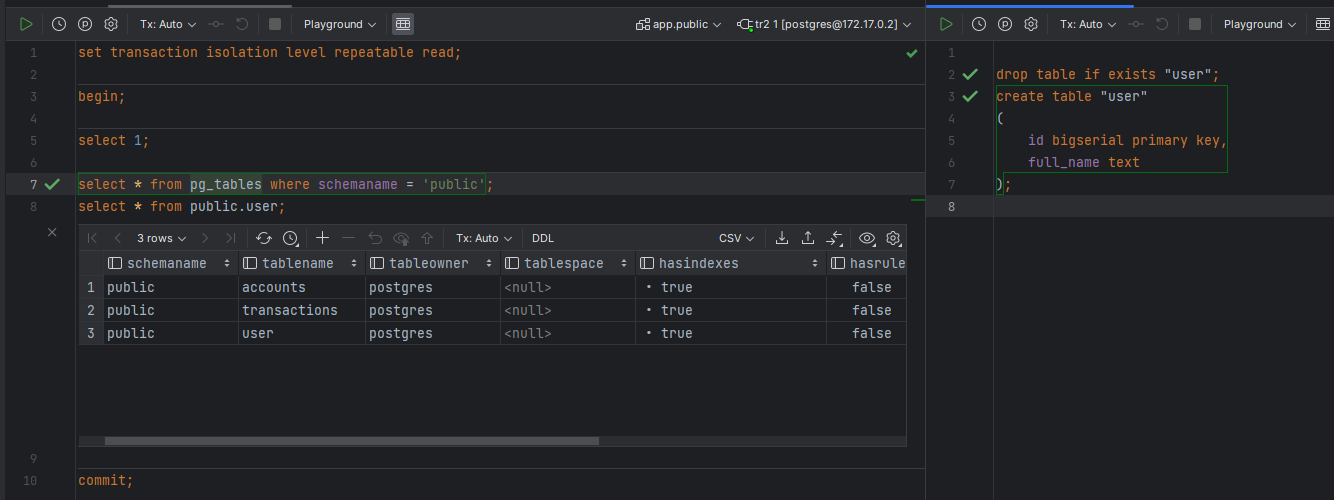 Tx: Auto Playground app.public tr2 1 [postgres@172.17.0.2]
1 set transaction isolation level repeatable read;
2
3 begin;
4
5 select 1;
6
7 select * from pg_tables where schemaname = 'public';
8 select * from public.user;
3 rows Tx: Auto DDL CSV
schemaname tablename tableowner tablespace hasindexes hasrule
1 public accounts postgres <null> • true false
2 public transactions postgres <null> • true false
3 public user postgres <null> • true false
9
10 commit;
Tx: Auto Playground
1
2 drop table if exists "user";
3 create table "user"
4 (
5 id bigserial primary key,
6 full_name text
7 );
8